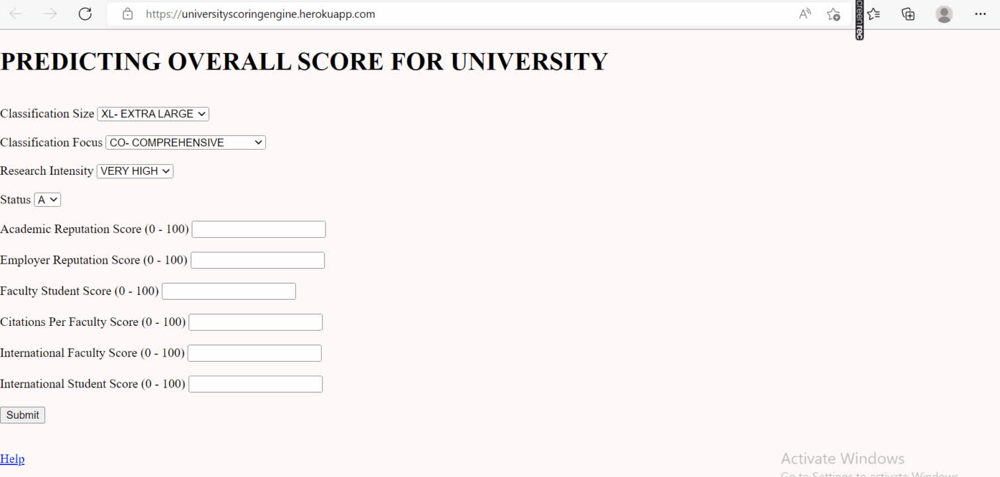 https://universityscoringengine.herokuapp.com
creenrec
PREDICTING OVERALL SCORE FOR UNIVERSITY
Classification Size XL- EXTRA LARGE
Classification Focus CO- COMPREHENSIVE
Research Intensity VERY HIGH
Status A
Academic Reputation Score (0 - 100)
Employer Reputation Score (0 - 100)
Faculty Student Score (0 - 100)
Citations Per Faculty Score (0 - 100)
International Faculty Score (0 - 100)
International Student Score (0 - 100)
Submit
Help
Activate Windows
Go to Settings to activate Windows.